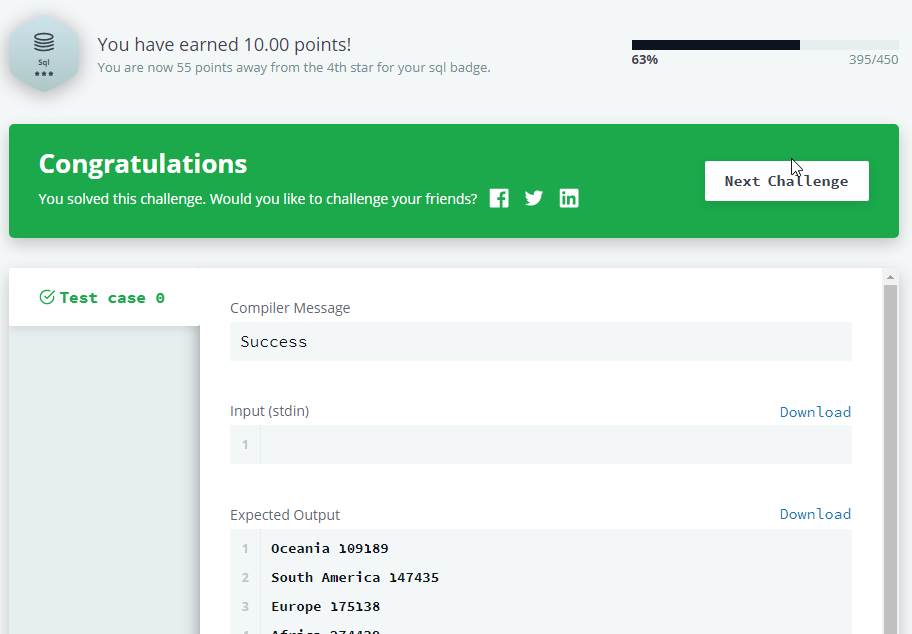 Sql
You have earned 10.00 points!
You are now 55 points away from the 4th star for your sql badge.
63%
395/450
Congratulations
You solved this challenge. Would you like to challenge your friends?
Next Challenge
Test case 0
Compiler Message
Success
Input (stdin)
Download
1
Expected Output
Download
1 Oceania 109189
2 South America 147435
3 Europe 175138